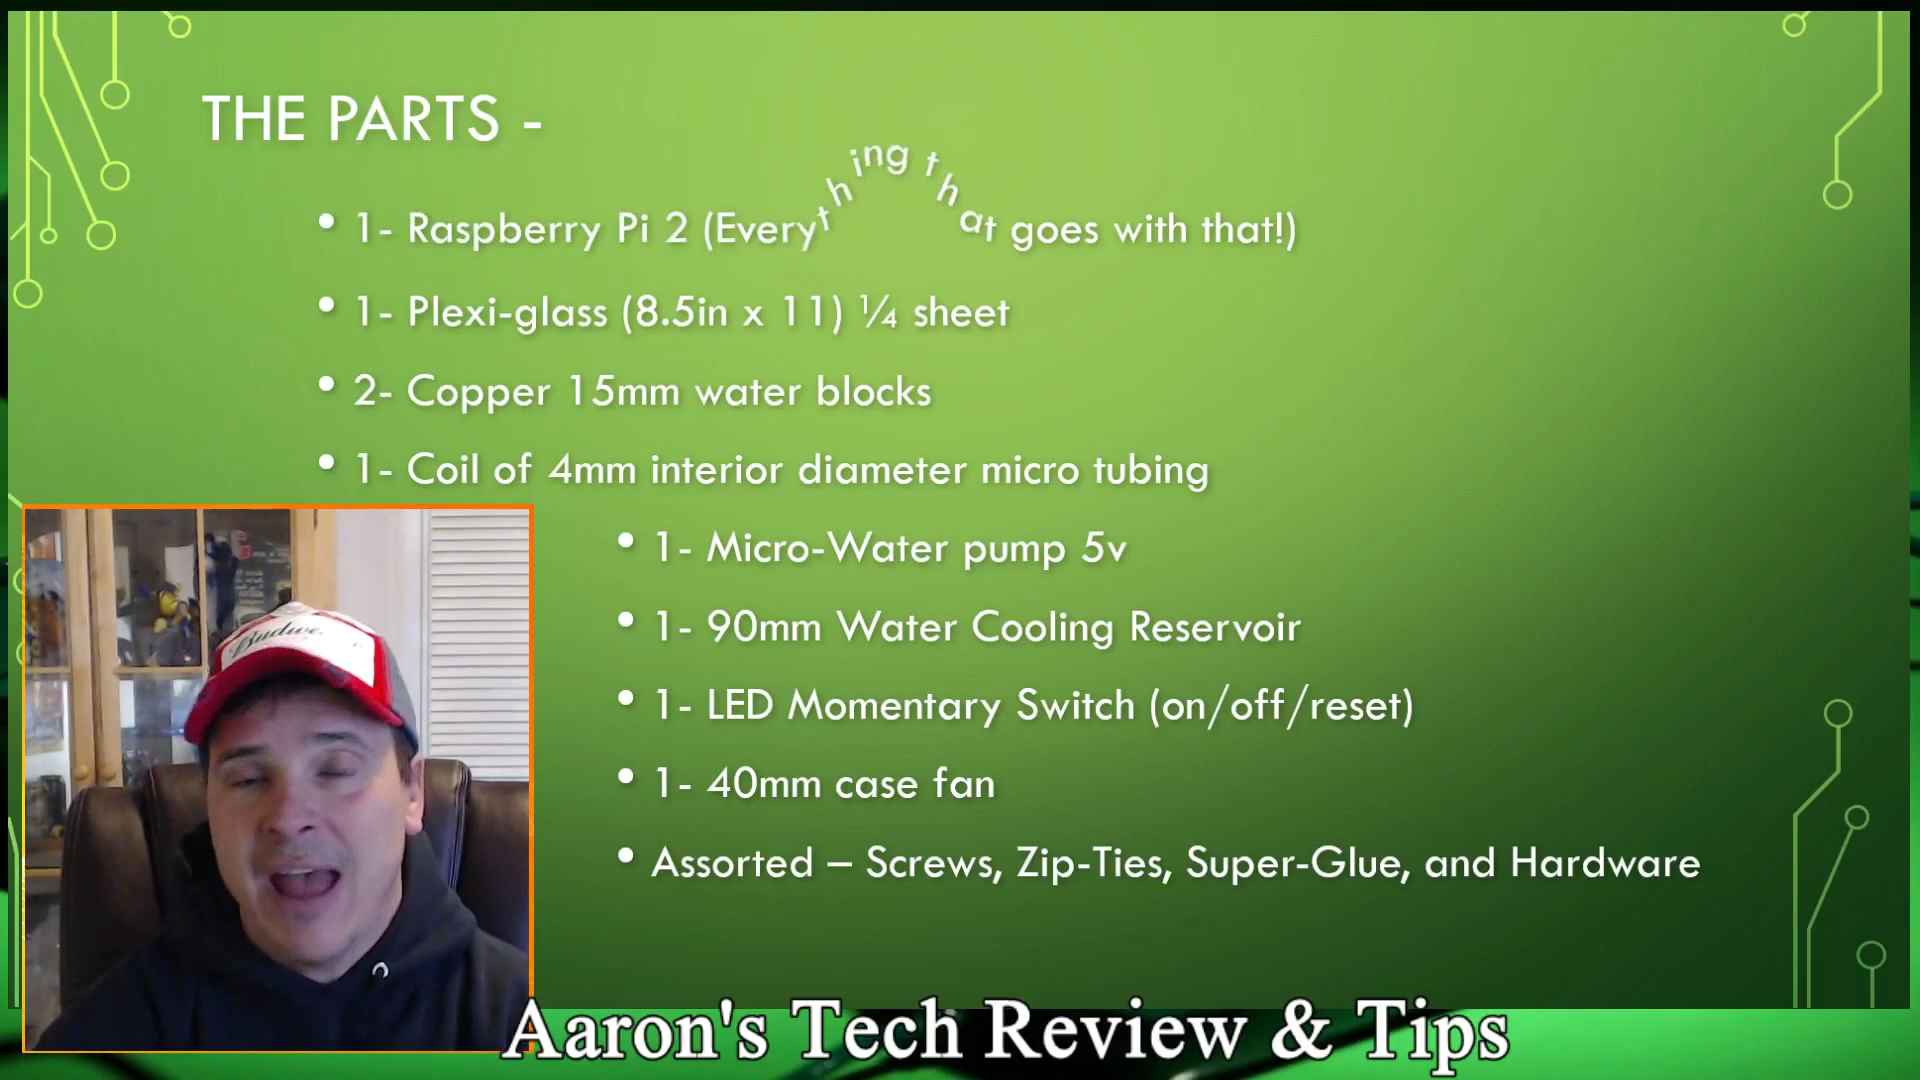 THE PARTS -
• 1- Raspberry Pi 2 (Everything that goes with that!)
• 1- Plexi-glass (8.5in x 11) ¼ sheet
• 2- Copper 15mm water blocks
• 1- Coil of 4mm interior diameter micro tubing
• 1- Micro-Water pump 5v
• 1- 90mm Water Cooling Reservoir
• 1- LED Momentary Switch (on/off/reset)
• 1- 40mm case fan
• Assorted – Screws, Zip-Ties, Super-Glue, and Hardware
Aaron's Tech Review & Tips